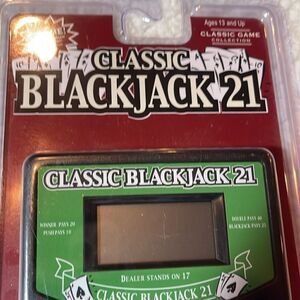 Ages 13 and Up
CLASSIC GAME
COLLECTION
CLASSIC
BLACKJACK 21
CLASSIC BLACKJACK 21
WINNER PAYS 20
PUSH PAYS 10
DOUBLE PAYS 40
BLACKJACK PAYS 25
DEALER STANDS ON 17
CLASSIC BLACKJACK 21